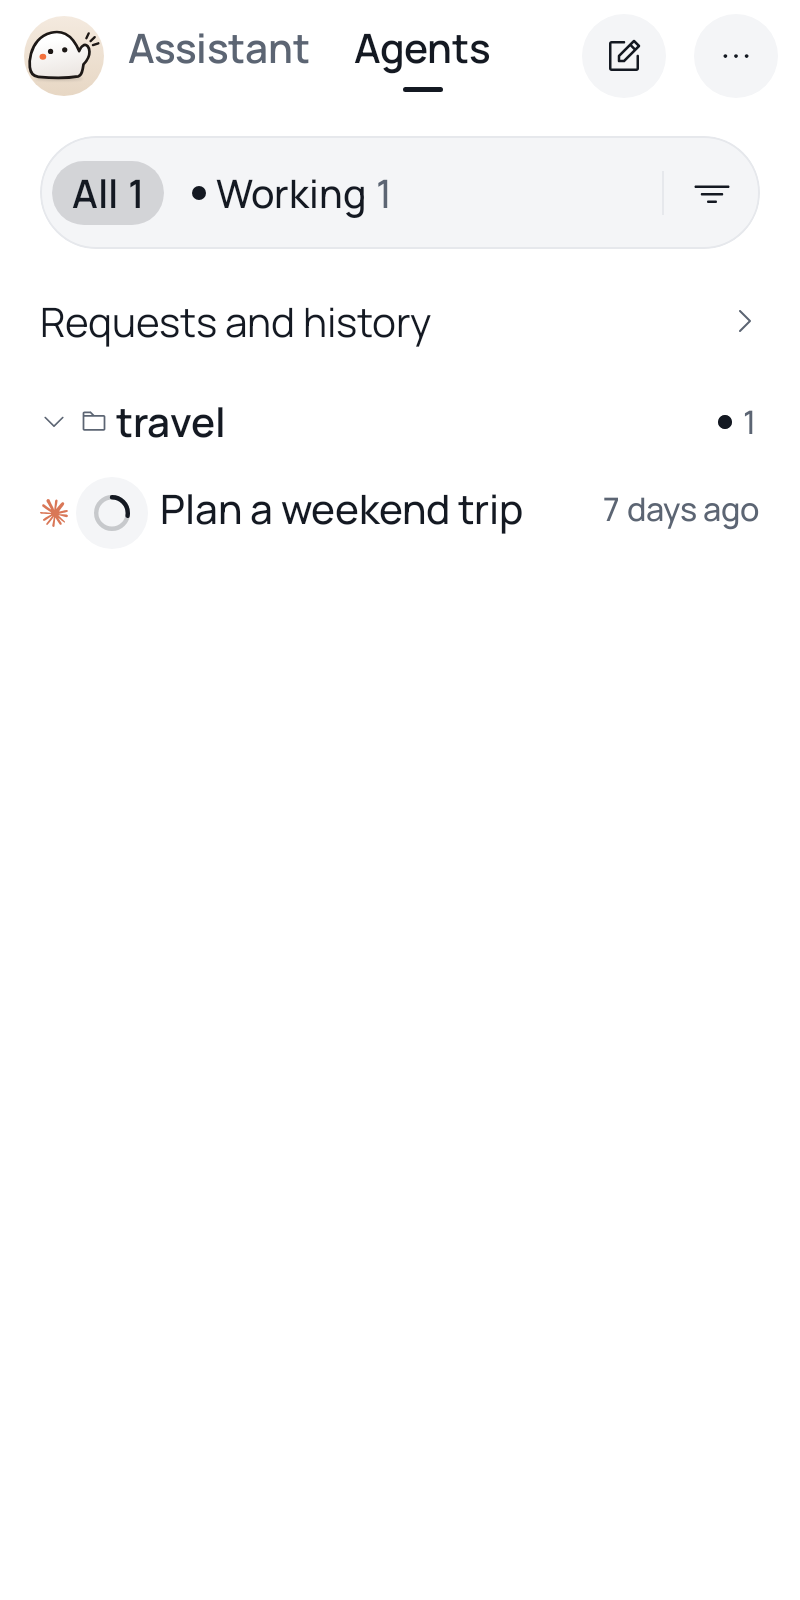 Assistant
Agents
All 1
Working 1
Requests and history
travel
1
Plan a weekend trip
7 days ago